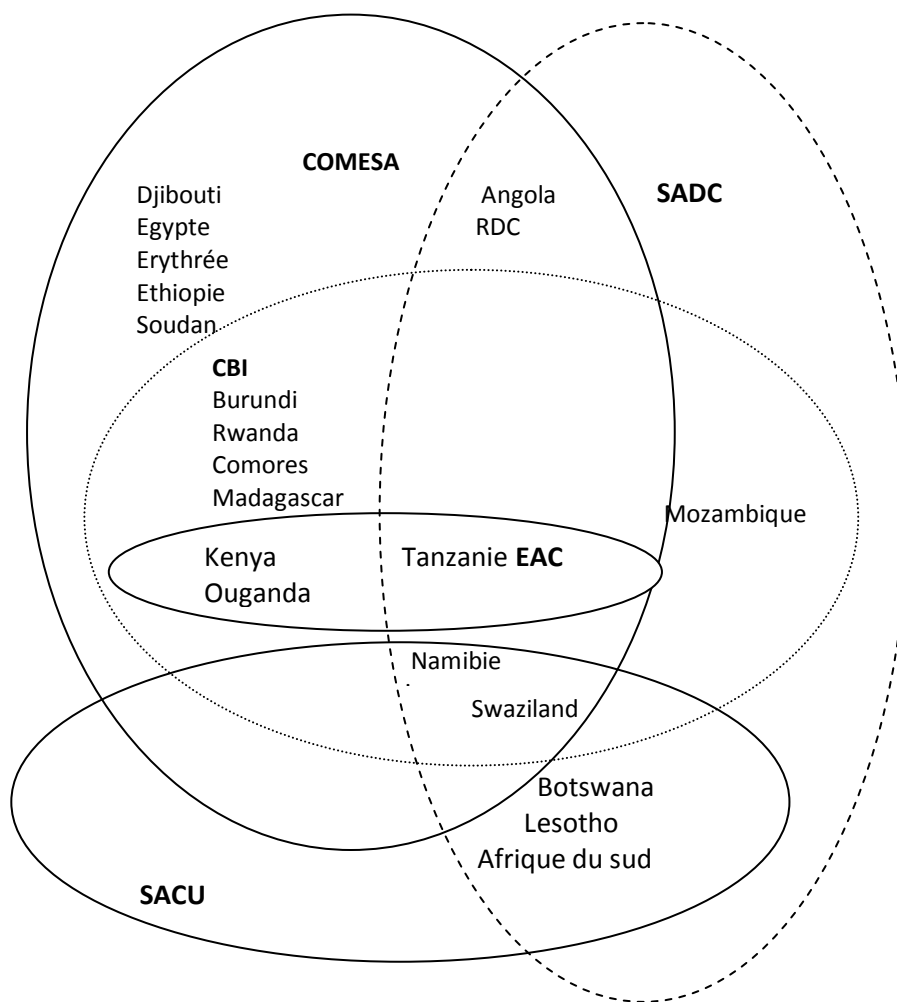 COMESA
Djibouti
Egypte
Erythrée
Ethiopie
Soudan
Angola
RDC
SADC
CBI
Burundi
Rwanda
Comores
Madagascar
Mozambique
Kenya
Ouganda
Tanzanie EAC
Namibie
Swaziland
Botswana
Lesotho
Afrique du sud
SACU